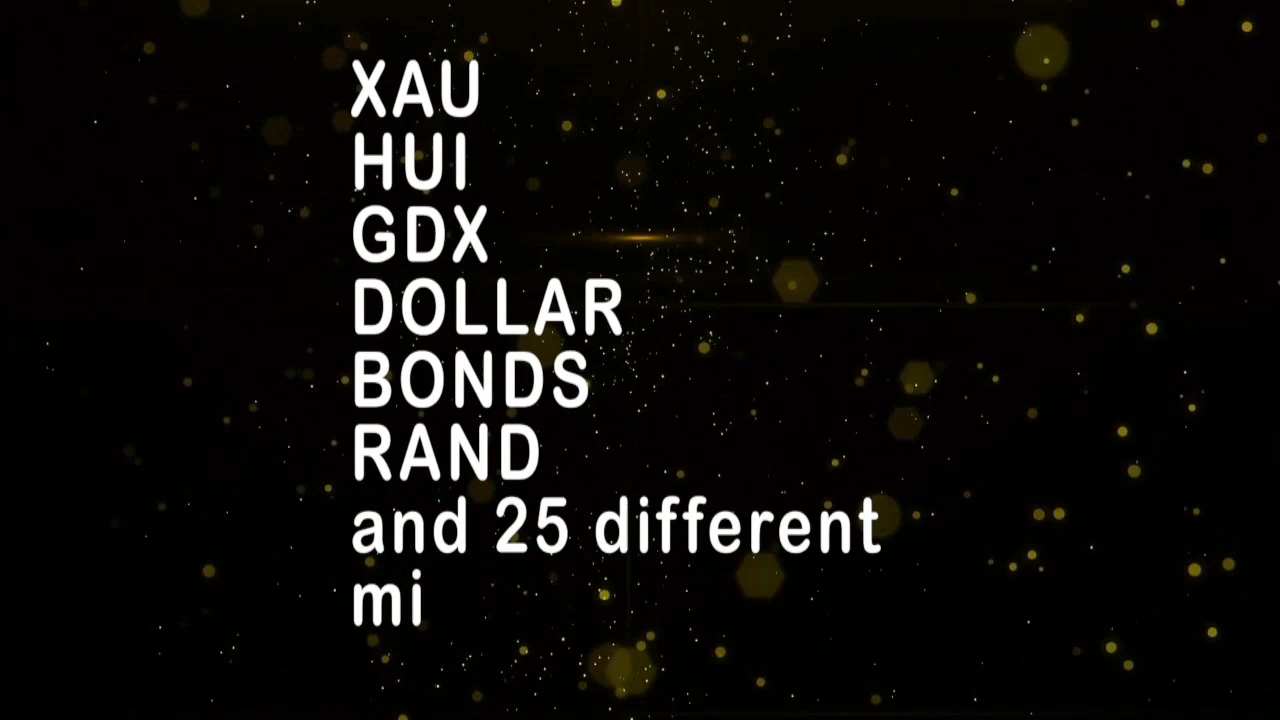 XAU
HUI
GDX
DOLLAR
BONDS
RAND
and 25 different
mi